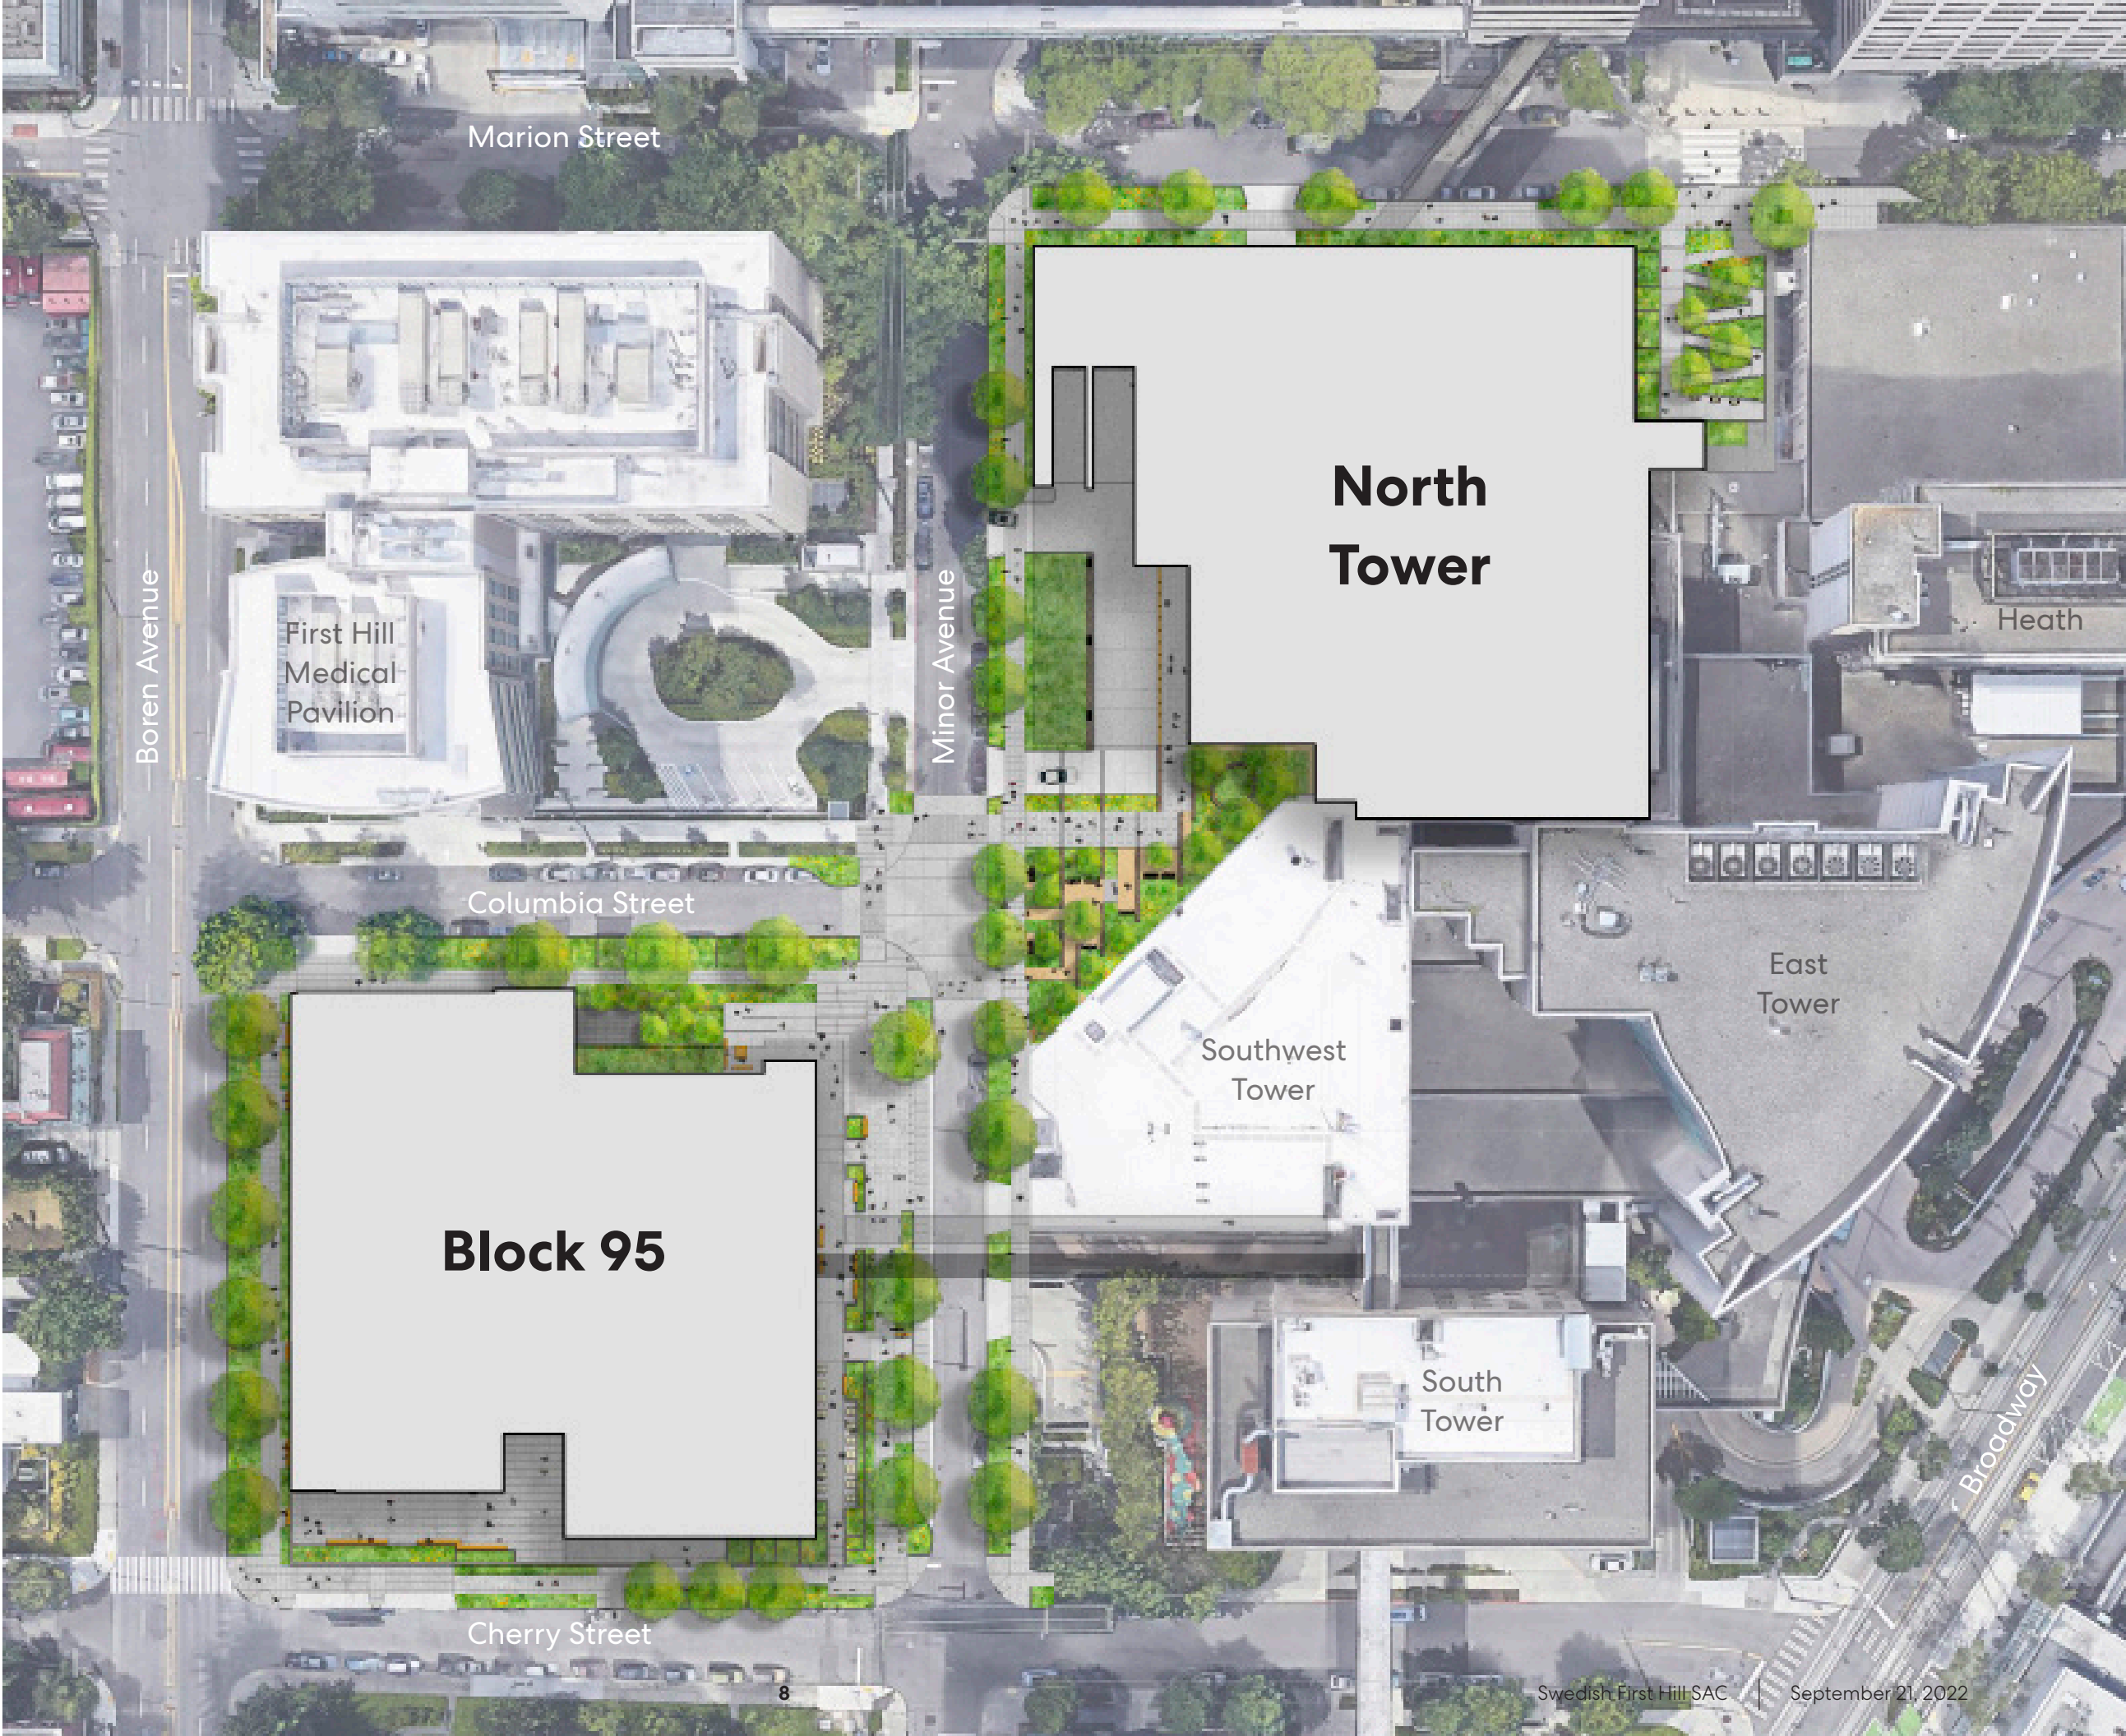 Marion Street
North
Tower
Boren Avenue
First Hill
Medical
Pavilion
Minor Avenue
Heath
Columbia Street
East
Tower
Southwest
Tower
Block 95
South
Tower
Broadway
Cherry Street
8
Swedish First Hill SAC
September 21, 2022